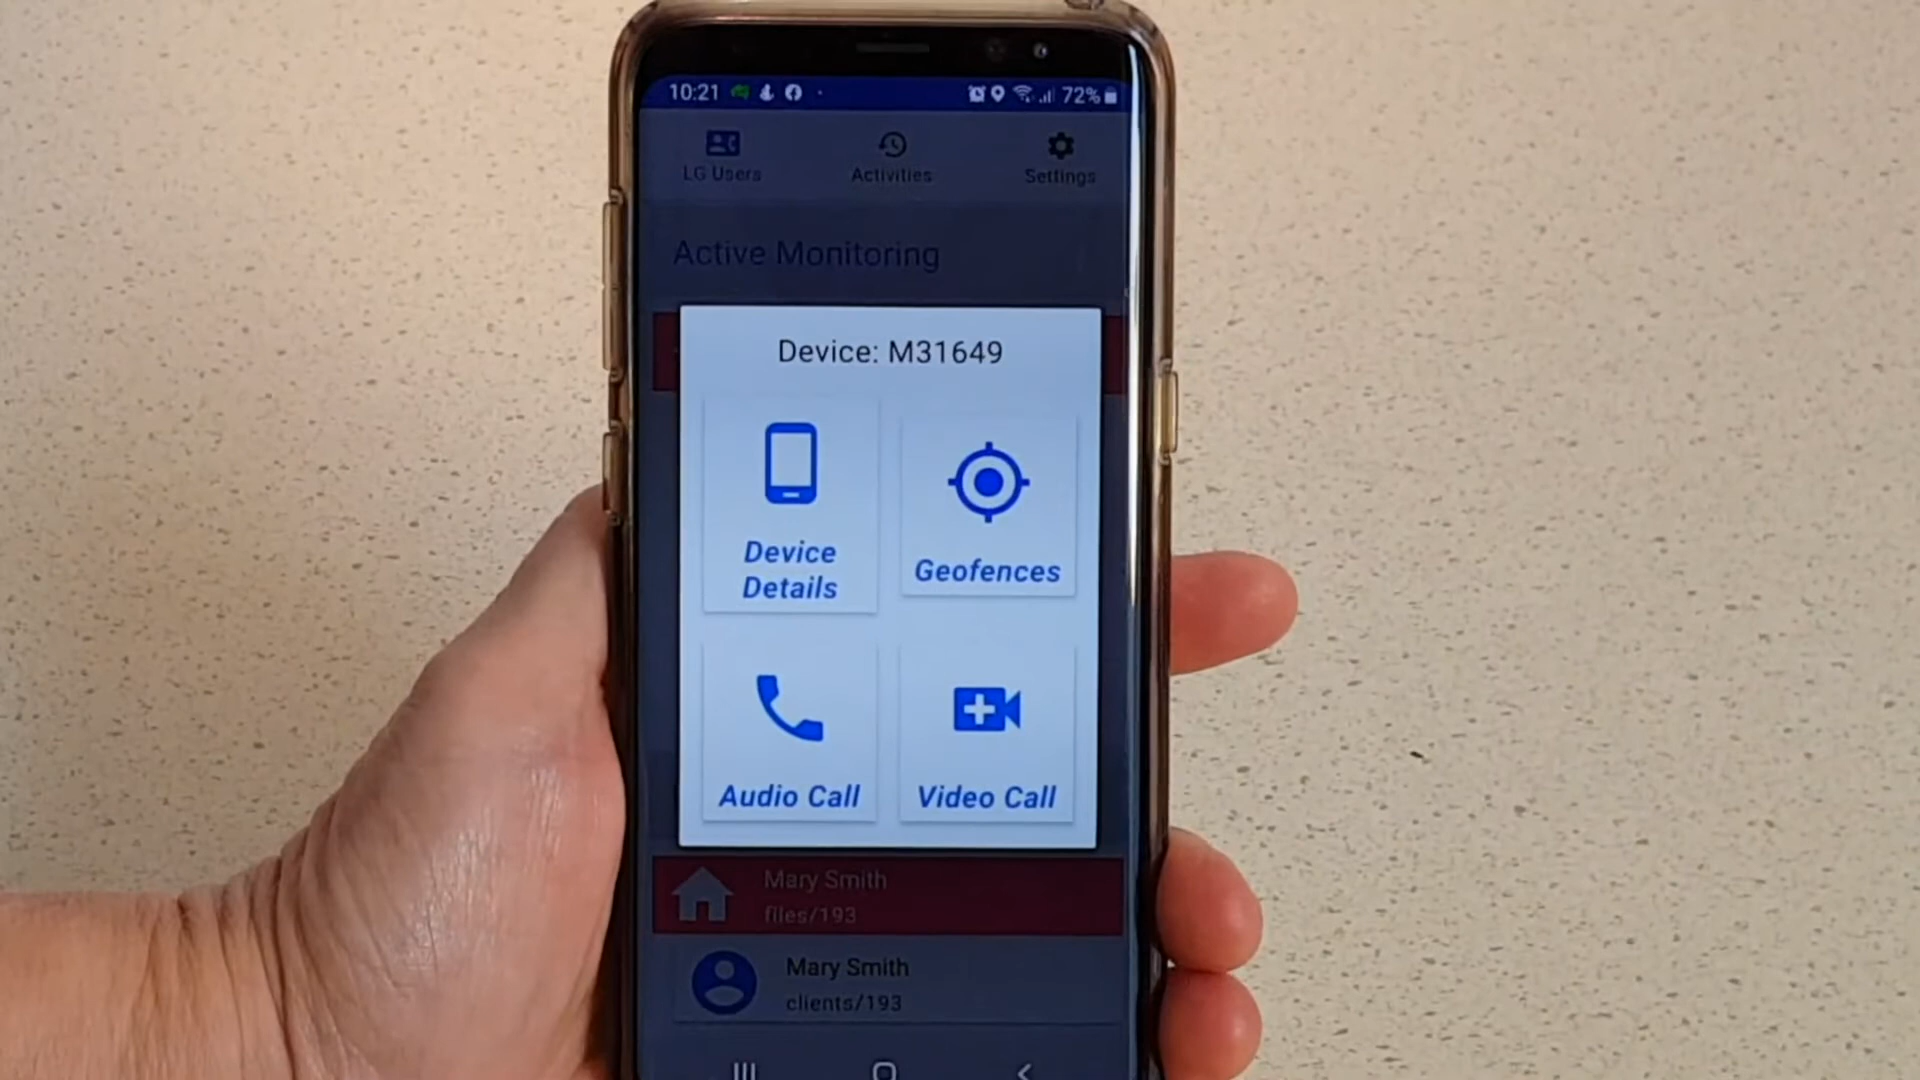 10:21
72%
LG Users
Activities
Settings
Active Monitoring
Device: M31649
Device
Details
Geofences
Audio Call
Video Call
Mary Smith
files/193
Mary Smith
clients/193